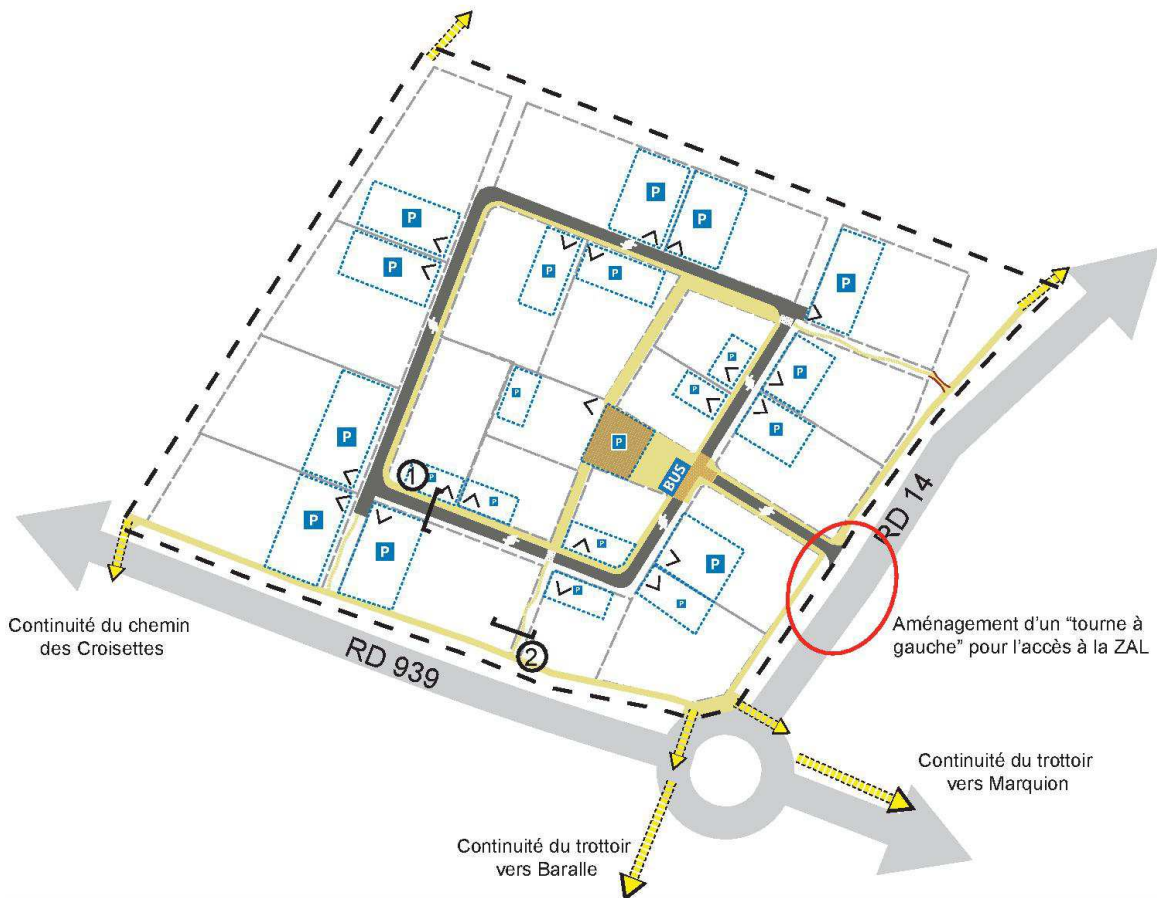 P
P
P
P
P
P
P
P
P
P
P
P
P
P
1
P
BUS
P
P
RD 14
P
P
P
P
P
Continuité du chemin
des Croisettes
RD 939
2
Aménagement d'un "tourne à
gauche" pour l'accès à la ZAL
Continuité du trottoir
vers Marquion
Continuité du trottoir
vers Baralle